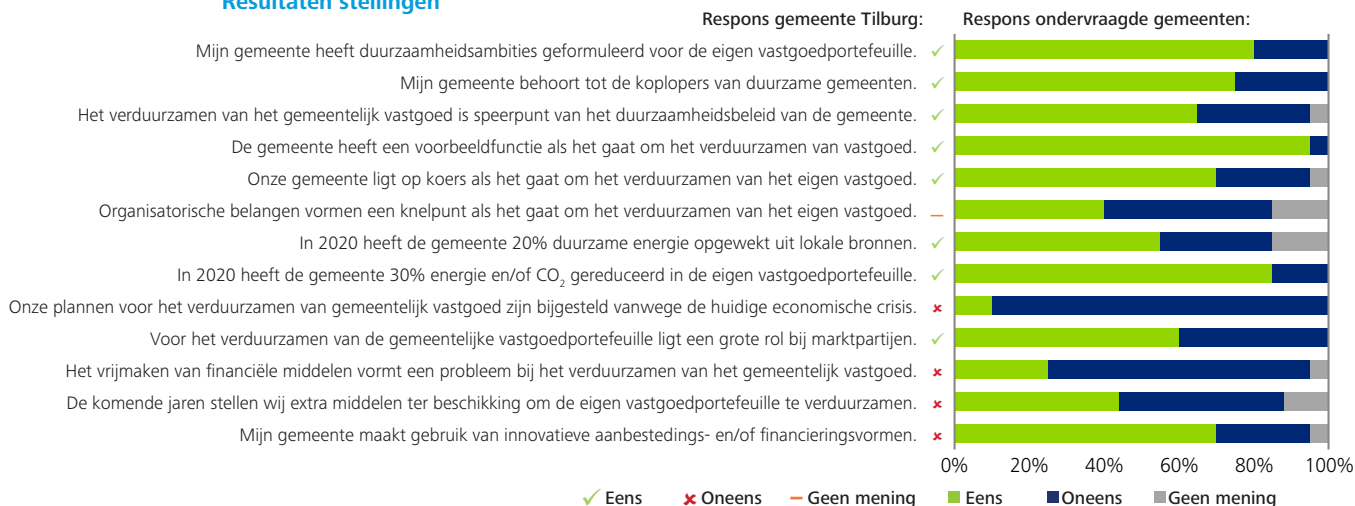 Resultaten stellingen
Respons gemeente Tilburg: Respons ondervraagde gemeenten:
Mijn gemeente heeft duurzaamheidsambities geformuleerd voor de eigen vastgoedportefeuille. ✓
Mijn gemeente behoort tot de koplopers van duurzame gemeenten. ✓
Het verduurzamen van het gemeentelijk vastgoed is speerpunt van het duurzaamheidsbeleid van de gemeente. ✓
De gemeente heeft een voorbeeldfunctie als het gaat om het verduurzamen van vastgoed. ✓
Onze gemeente ligt op koers als het gaat om het verduurzamen van het eigen vastgoed. ✓
Organisatorische belangen vormen een knelpunt als het gaat om het verduurzamen van het eigen vastgoed. –
In 2020 heeft de gemeente 20% duurzame energie opgewekt uit lokale bronnen. ✓
In 2020 heeft de gemeente 30% energie en/of CO₂ gereduceerd in de eigen vastgoedportefeuille. ✓
Onze plannen voor het verduurzamen van gemeentelijk vastgoed zijn bijgesteld vanwege de huidige economische crisis. ✗
Voor het verduurzamen van de gemeentelijke vastgoedportefeuille ligt een grote rol bij marktpartijen. ✓
Het vrijmaken van financiële middelen vormt een probleem bij het verduurzamen van het gemeentelijk vastgoed. ✗
De komende jaren stellen wij extra middelen ter beschikking om de eigen vastgoedportefeuille te verduurzamen. ✗
Mijn gemeente maakt gebruik van innovatieve aanbestedings- en/of financieringsvormen. ✗
0% 20% 40% 60% 80% 100%
✓ Eens ✗ Oneens – Geen mening Eens Oneens Geen mening